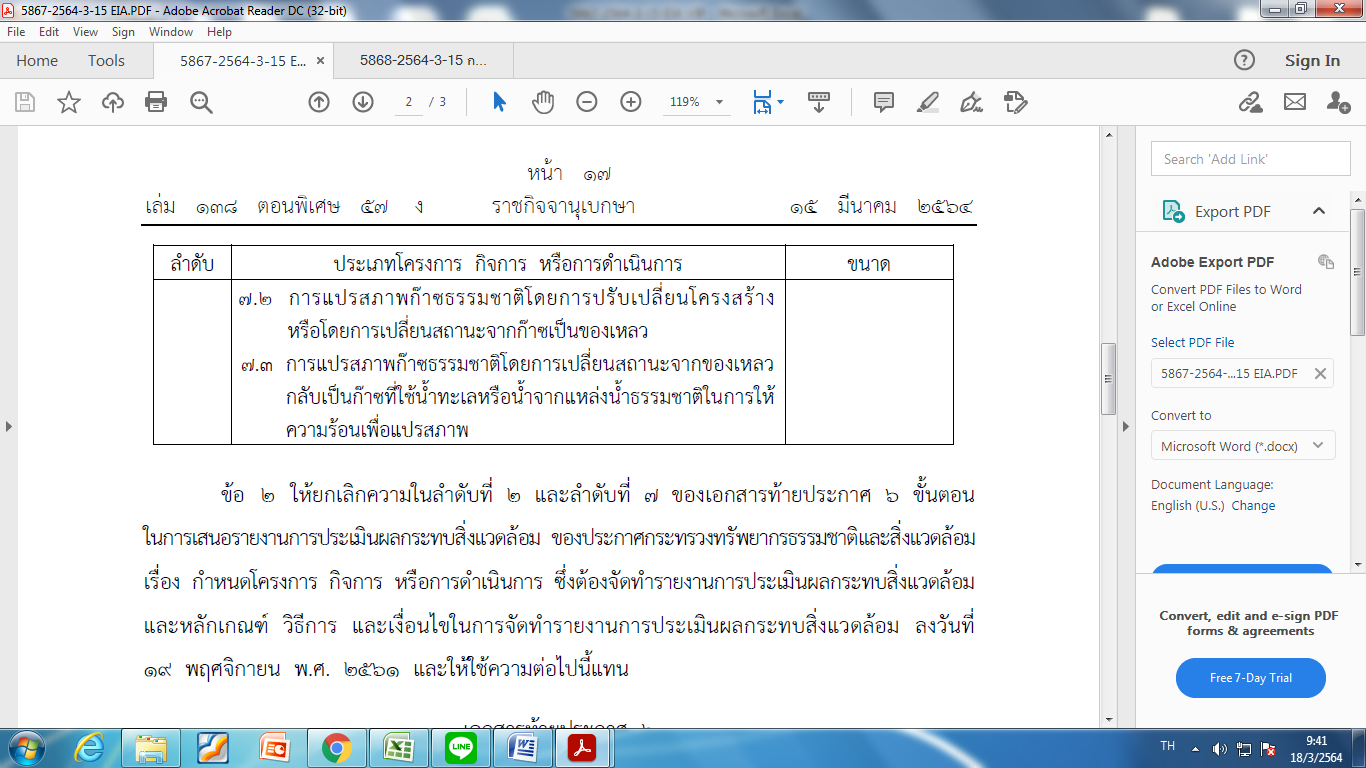 5867-2564-3-15 EIA.PDF - Adobe Acrobat Reader DC (32-bit)
File Edit View Sign Window Help
Home Tools 5867-2564-3-15 E... × 5868-2564-3-15 ก... ? Sign In
2 / 3 119%
หน้า ๑๗
เล่ม ๑๓๘ ตอนพิเศษ ๕๗ ง ราชกิจจานุเบกษา ๑๕ มีนาคม ๒๕๖๔
ลำดับ ประเภทโครงการ กิจการ หรือการดำเนินการ ขนาด
๗.๒ การแปรสภาพก๊าซธรรมชาติโดยการปรับเปลี่ยนโครงสร้าง
หรือโดยการเปลี่ยนสถานะจากก๊าซเป็นของเหลว
๗.๓ การแปรสภาพก๊าซธรรมชาติโดยการเปลี่ยนสถานะจากของเหลว
กลับเป็นก๊าซที่ใช้น้ำทะเลหรือน้ำจากแหล่งน้ำธรรมชาติในการให้
ความร้อนเพื่อแปรสภาพ
ข้อ ๒ ให้ยกเลิกความในลำดับที่ ๒ และลำดับที่ ๗ ของเอกสารท้ายประกาศ ๖ ขั้นตอน
ในการเสนอรายงานการประเมินผลกระทบสิ่งแวดล้อม ของประกาศกระทรวงทรัพยากรธรรมชาติและสิ่งแวดล้อม
เรื่อง กำหนดโครงการ กิจการ หรือการดำเนินการ ซึ่งต้องจัดทำรายงานการประเมินผลกระทบสิ่งแวดล้อม
และหลักเกณฑ์ วิธีการ และเงื่อนไขในการจัดทำรายงานการประเมินผลกระทบสิ่งแวดล้อม ลงวันที่
๑๙ พฤศจิกายน พ.ศ. ๒๕๖๑ และให้ใช้ความต่อไปนี้แทน
เอกสารท้ายประกาศ ๖
Search 'Add Link'
Export PDF
Adobe Export PDF
Convert PDF Files to Word
or Excel Online
Select PDF File
5867-2564-...15 EIA.PDF
Convert to
Microsoft Word (*.docx)
Document Language:
English (U.S.) Change
Convert, edit and e-sign PDF
forms & agreements
Free 7-Day Trial
LINE
TH
9:41
18/3/2564